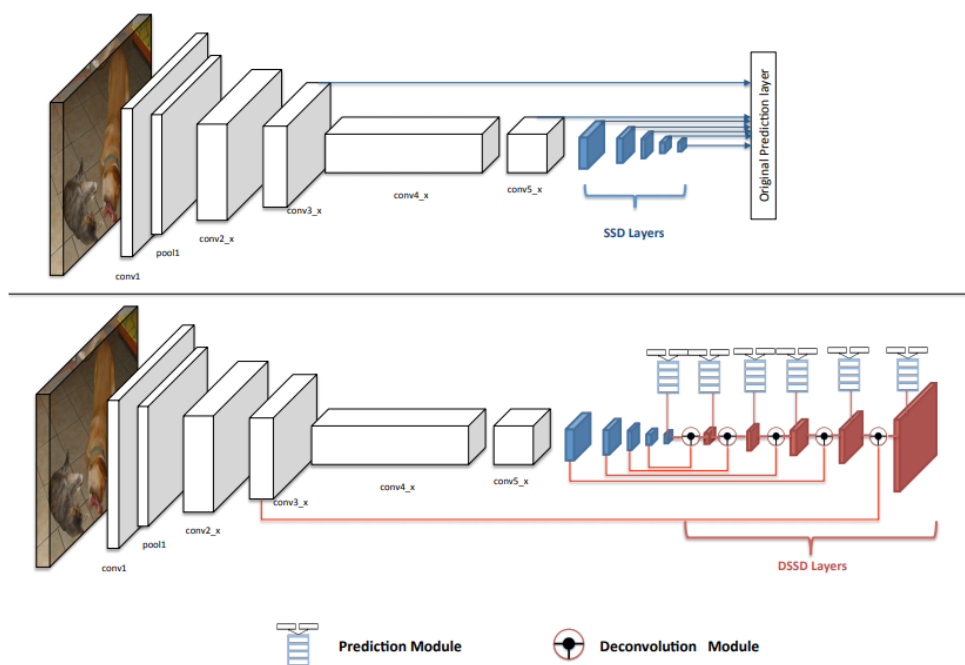 conv1
pool1
conv2_x
conv3_x
conv4_x
conv5_x
SSD Layers
Original Prediction layer
conv1
pool1
conv2_x
conv3_x
conv4_x
conv5_x
DSSD Layers
Prediction Module
Deconvolution Module